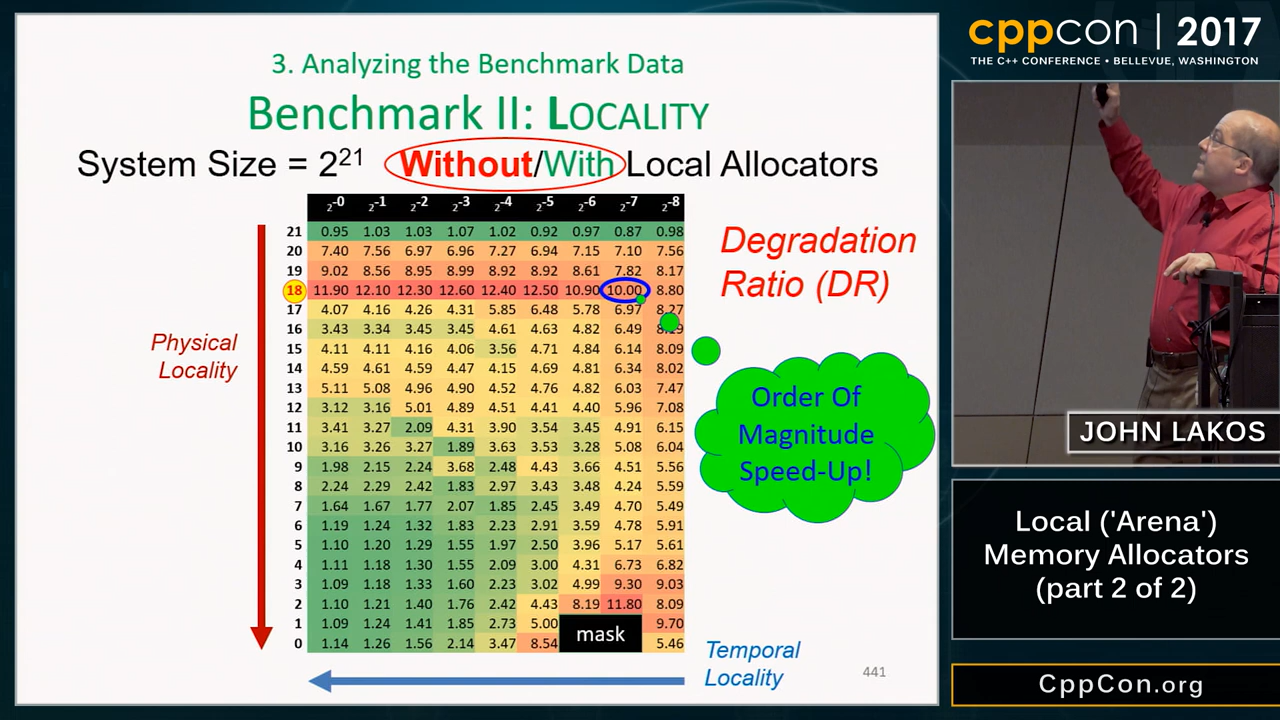 3. Analyzing the Benchmark Data
Benchmark II: LOCALITY
System Size = 2^21 Without/With Local Allocators
2^-0 2^-1 2^-2 2^-3 2^-4 2^-5 2^-6 2^-7 2^-8
21 0.95 1.03 1.03 1.07 1.02 0.92 0.97 0.87 0.98
20 7.40 7.56 6.97 6.96 7.27 6.94 7.15 7.10 7.56
19 9.02 8.56 8.95 8.99 8.92 8.92 8.61 7.82 8.17
18 11.90 12.10 12.30 12.60 12.40 12.50 10.90 10.00 8.80
17 4.07 4.16 4.26 4.31 5.85 6.48 5.78 6.97 8.27
16 3.43 3.34 3.45 3.45 4.61 4.63 4.82 6.49
15 4.11 4.11 4.16 4.06 3.56 4.71 4.84 6.14 8.09
14 4.59 4.61 4.59 4.47 4.15 4.69 4.81 6.34 8.02
13 5.11 5.08 4.96 4.90 4.52 4.76 4.82 6.03 7.47
12 3.12 3.16 5.01 4.89 4.51 4.41 4.40 5.96 7.08
11 3.41 3.27 2.09 4.31 3.90 3.54 3.45 4.91 6.15
10 3.16 3.26 3.27 1.89 3.63 3.53 3.28 5.08 6.04
9 1.98 2.15 2.24 3.68 2.48 4.43 3.66 4.51 5.56
8 2.24 2.29 2.42 1.83 2.97 3.43 3.48 4.24 5.59
7 1.64 1.67 1.77 2.07 1.85 2.45 3.49 4.70 5.49
6 1.19 1.24 1.32 1.83 2.23 2.91 3.59 4.78 5.91
5 1.10 1.20 1.29 1.55 1.97 2.50 3.96 5.17 5.61
4 1.11 1.18 1.30 1.55 2.09 3.00 4.31 6.73 6.82
3 1.09 1.18 1.33 1.60 2.23 3.02 4.99 9.30 9.03
2 1.10 1.21 1.40 1.76 2.42 4.43 8.19 11.80 8.09
1 1.09 1.24 1.41 1.85 2.73 5.00 9.70
0 1.14 1.26 1.56 2.14 3.47 8.54 5.46
mask
Physical
Locality
Degradation
Ratio (DR)
Order Of
Magnitude
Speed-Up!
Temporal
Locality
441
cppcon | 2017
THE C++ CONFERENCE • BELLEVUE, WASHINGTON
JOHN LAKOS
Local ('Arena')
Memory Allocators
(part 2 of 2)
CppCon.org